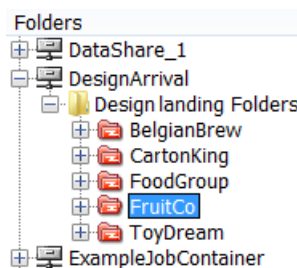 Folders
DataShare_1
DesignArrival
Design landing Folders
BelgianBrew
CartonKing
FoodGroup
FruitCo
ToyDream
ExampleJobContainer